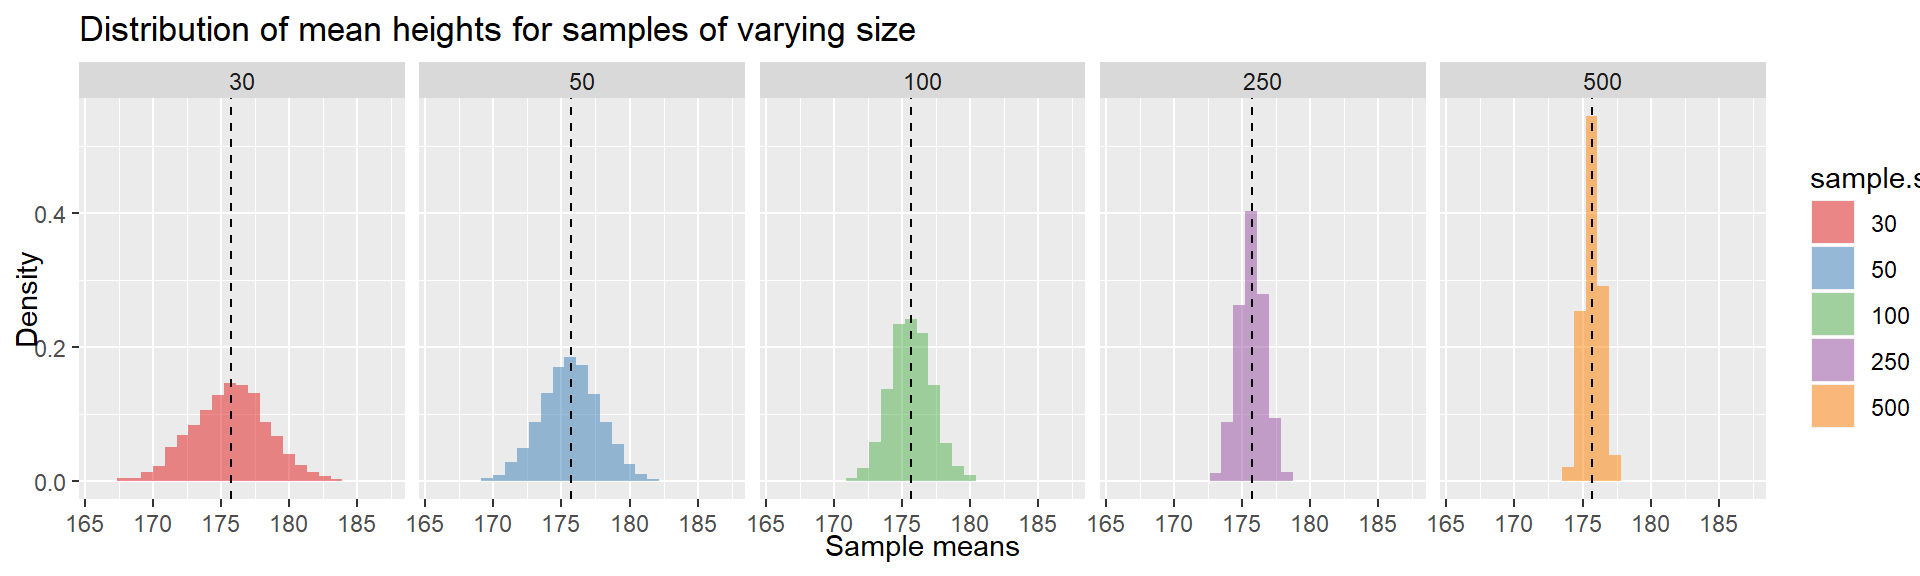 Distribution of mean heights for samples of varying size
30 50 100 250 500
Density
0.4
0.2
0.0
165 170 175 180 185 165 170 175 180 185 165 170 175 180 185 165 170 175 180 185 165 170 175 180 185
Sample means
sample.s
30
50
100
250
500